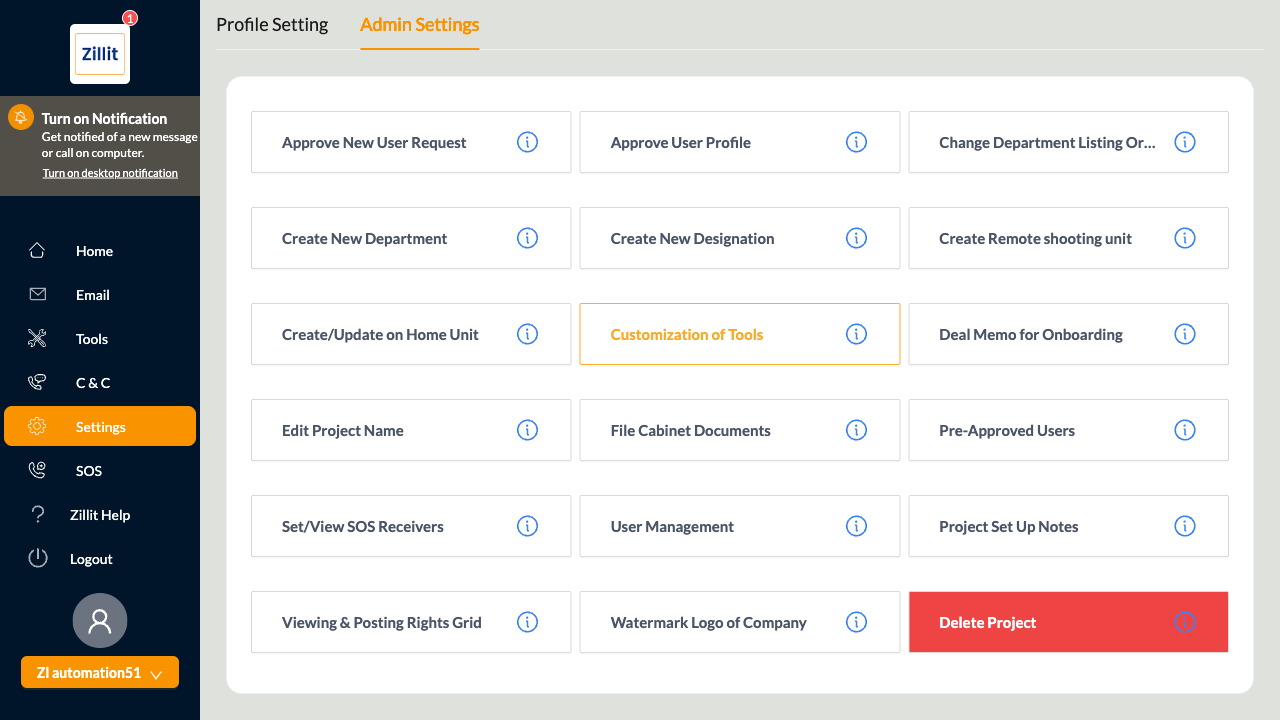 Profile Setting
Admin Settings
1
Zillit
Turn on Notification
Get notified of a new message
or call on computer.
Turn on desktop notification
Home
Email
Tools
C & C
Settings
SOS
Zillit Help
Logout
ZI automation51
Approve New User Request
Approve User Profile
Change Department Listing Or...
Create New Department
Create New Designation
Create Remote shooting unit
Create/Update on Home Unit
Customization of Tools
Deal Memo for Onboarding
Edit Project Name
File Cabinet Documents
Pre-Approved Users
Set/View SOS Receivers
User Management
Project Set Up Notes
Viewing & Posting Rights Grid
Watermark Logo of Company
Delete Project